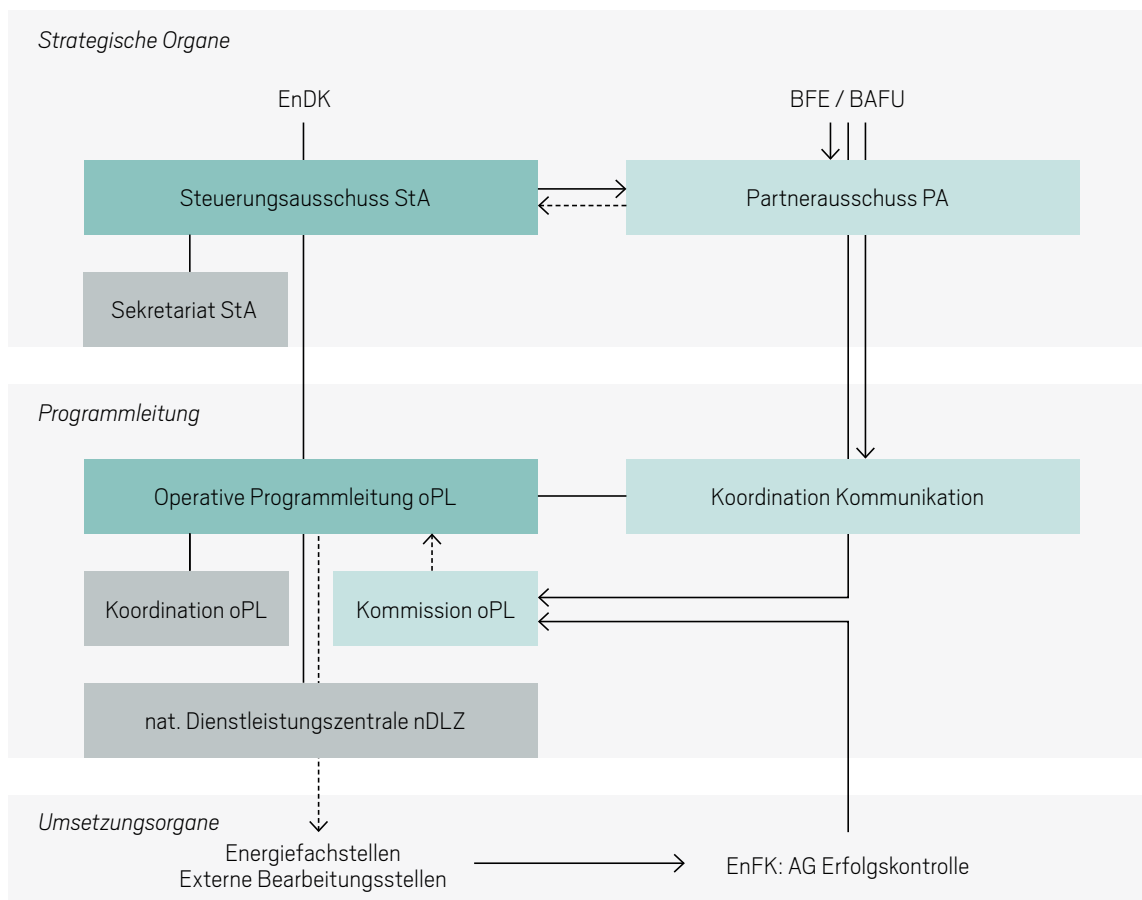 Strategische Organe
EnDK
BFE / BAFU
Steuerungsausschuss StA
Partnerausschuss PA
Sekretariat StA
Programmleitung
Operative Programmleitung oPL
Koordination Kommunikation
Koordination oPL
Kommission oPL
nat. Dienstleistungszentrale nDLZ
Umsetzungsorgane
Energiefachstellen
Externe Bearbeitungsstellen
EnFK: AG Erfolgskontrolle